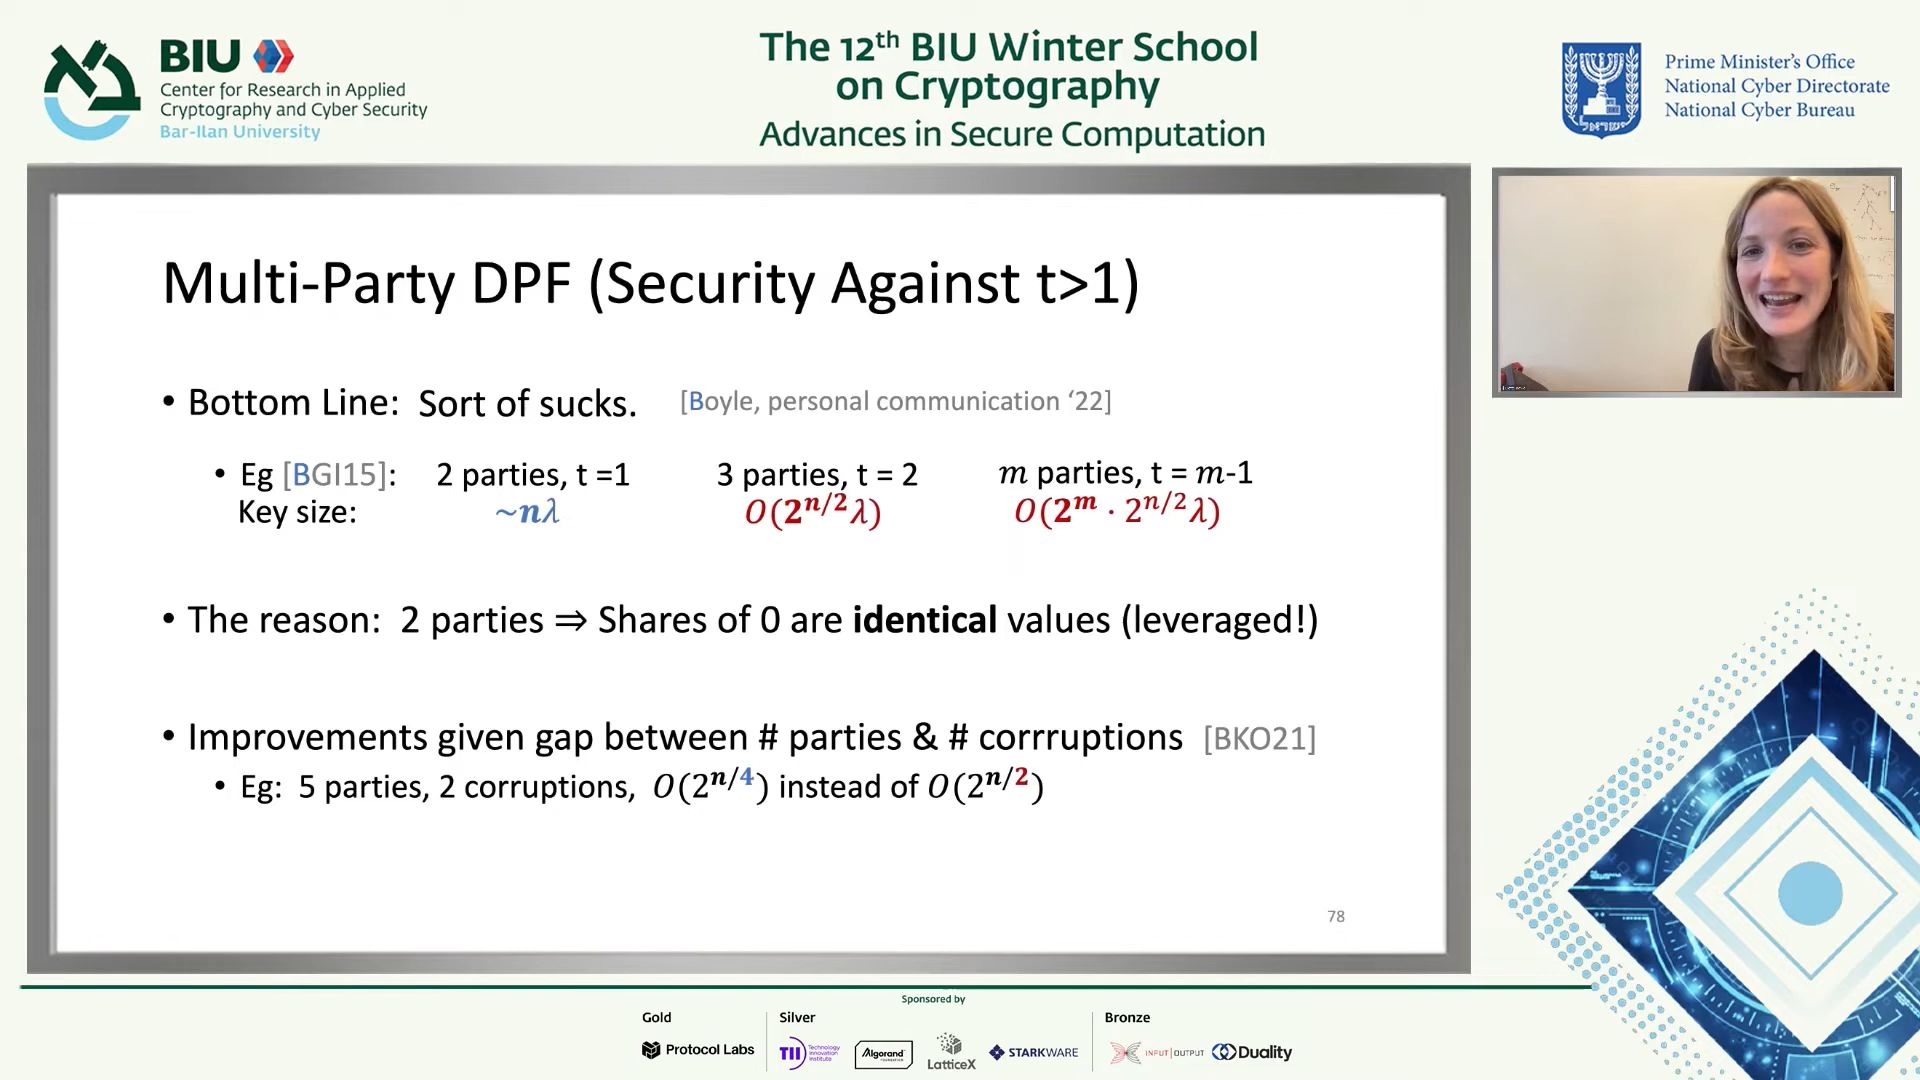 BIU
Center for Research in Applied
Cryptography and Cyber Security
Bar-Ilan University
The 12th BIU Winter School
on Cryptography
Advances in Secure Computation
Prime Minister's Office
National Cyber Directorate
National Cyber Bureau
Multi-Party DPF (Security Against t>1)
• Bottom Line: Sort of sucks. [Boyle, personal communication ‘22]
• Eg [BGI15]: 2 parties, t =1 3 parties, t = 2 m parties, t = m-1
Key size: ~nλ O(2^{n/2}λ) O(2^m · 2^{n/2}λ)
• The reason: 2 parties ⇒ Shares of 0 are identical values (leveraged!)
• Improvements given gap between # parties & # corrruptions [BKO21]
• Eg: 5 parties, 2 corruptions, O(2^{n/4}) instead of O(2^{n/2})
78
Sponsored by
Gold Silver Bronze
Protocol Labs TII Technology Innovation Institute Algorand LatticeX STARKWARE INPUT|OUTPUT Duality